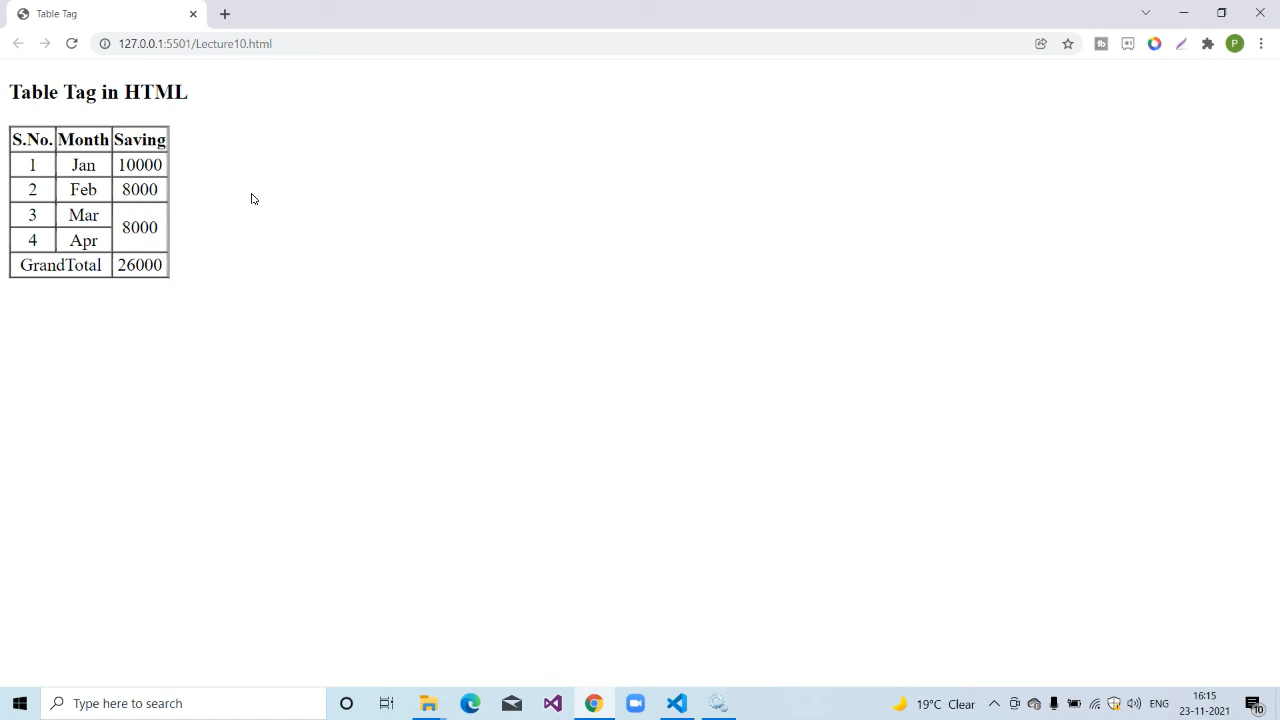 Table Tag
127.0.0.1:5501/Lecture10.html
P
Table Tag in HTML
S.No. Month Saving
1 Jan 10000
2 Feb 8000
3 Mar 8000
4 Apr
GrandTotal 26000
Type here to search
19°C Clear
ENG
16:15
23-11-2021
10